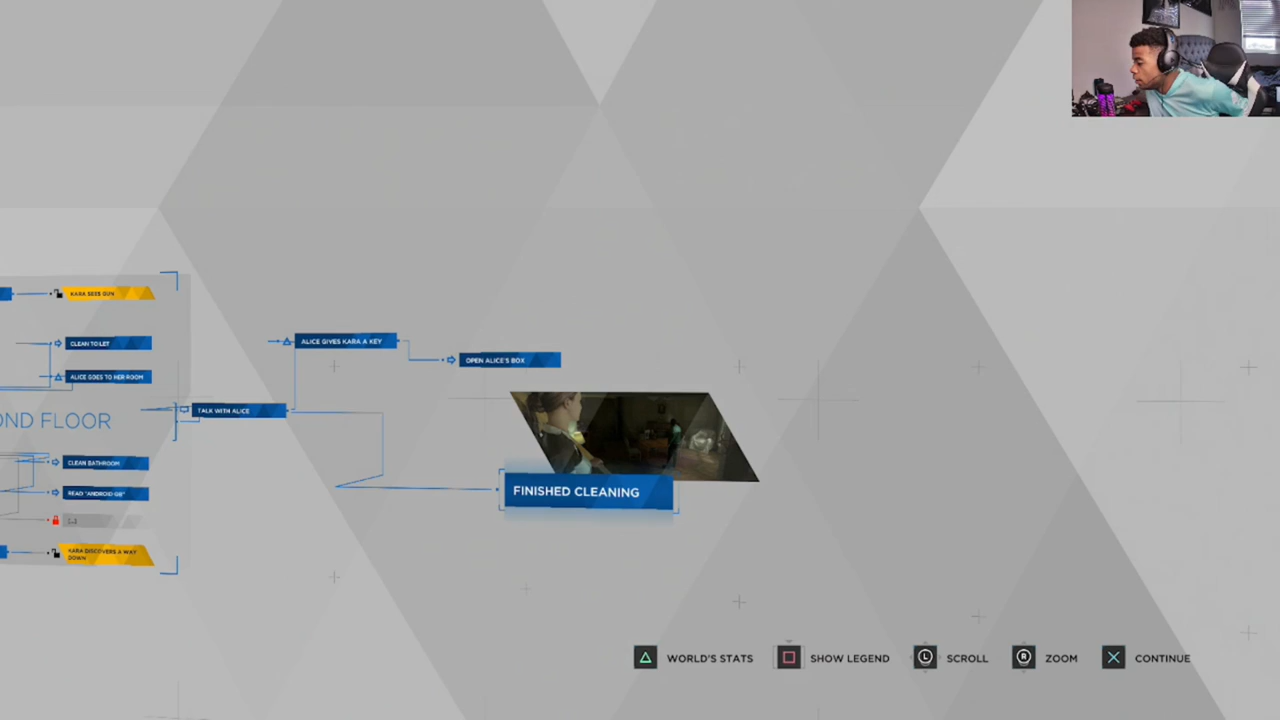 KARA SEES GUN
CLEAN TOILET
ALICE GOES TO HER ROOM
OND FLOOR
CLEAN BATHROOM
READ "ANDROID GB"
KARA DISCOVERS A WAY
DOWN
TALK WITH ALICE
ALICE GIVES KARA A KEY
OPEN ALICE'S BOX
FINISHED CLEANING
WORLD'S STATS
SHOW LEGEND
L SCROLL
R ZOOM
CONTINUE